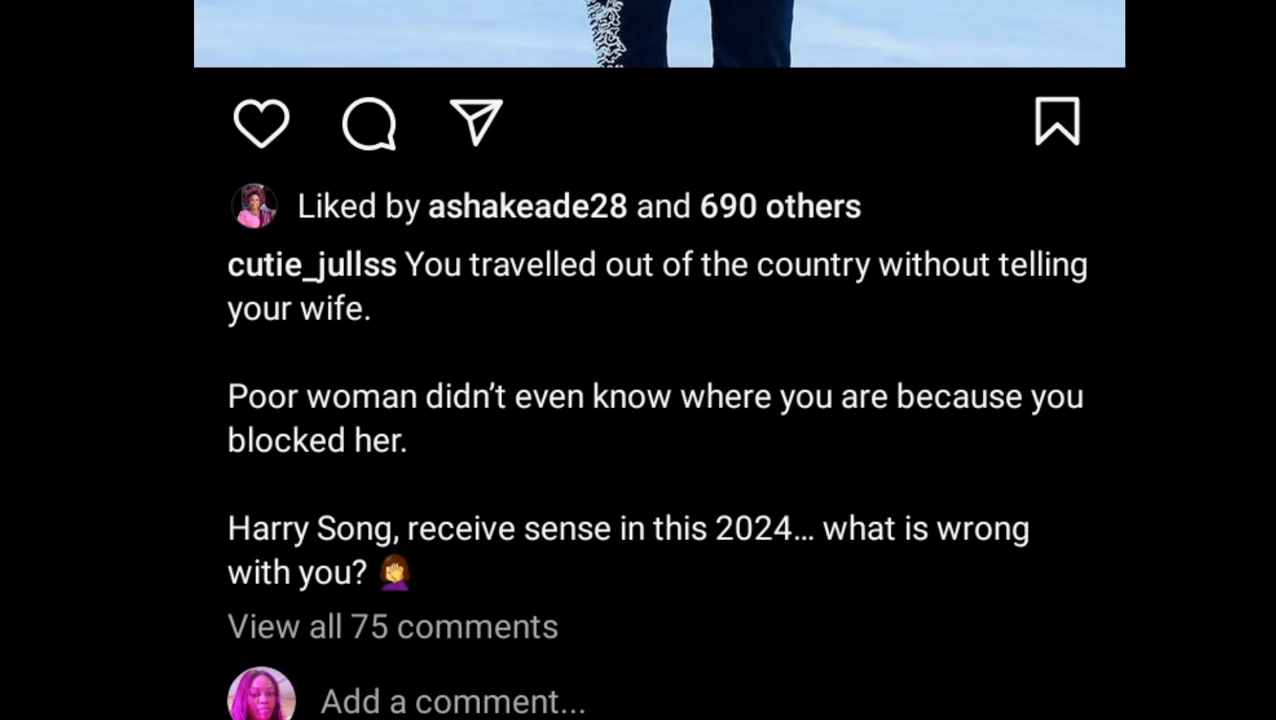 Liked by ashakeade28 and 690 others
cutie_jullss You travelled out of the country without telling
your wife.
Poor woman didn’t even know where you are because you
blocked her.
Harry Song, receive sense in this 2024... what is wrong
with you? 🤦‍♀️
View all 75 comments
Add a comment...